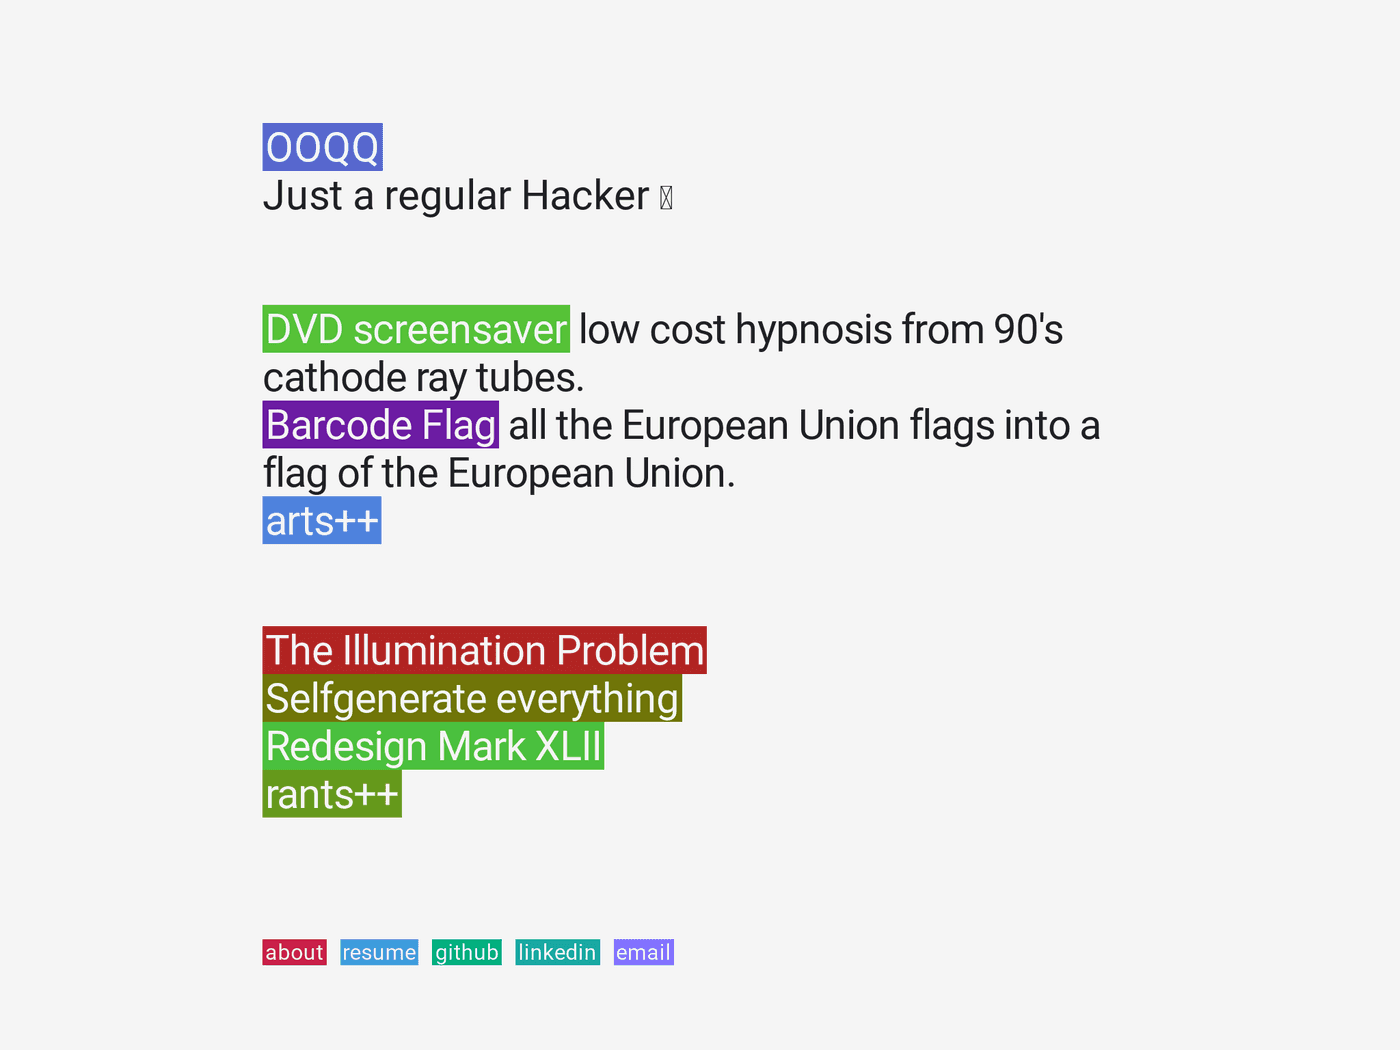 OOQQ
Just a regular Hacker
DVD screensaver low cost hypnosis from 90's
cathode ray tubes.
Barcode Flag all the European Union flags into a
flag of the European Union.
arts++
The Illumination Problem
Selfgenerate everything
Redesign Mark XLII
rants++
about resume github linkedin email